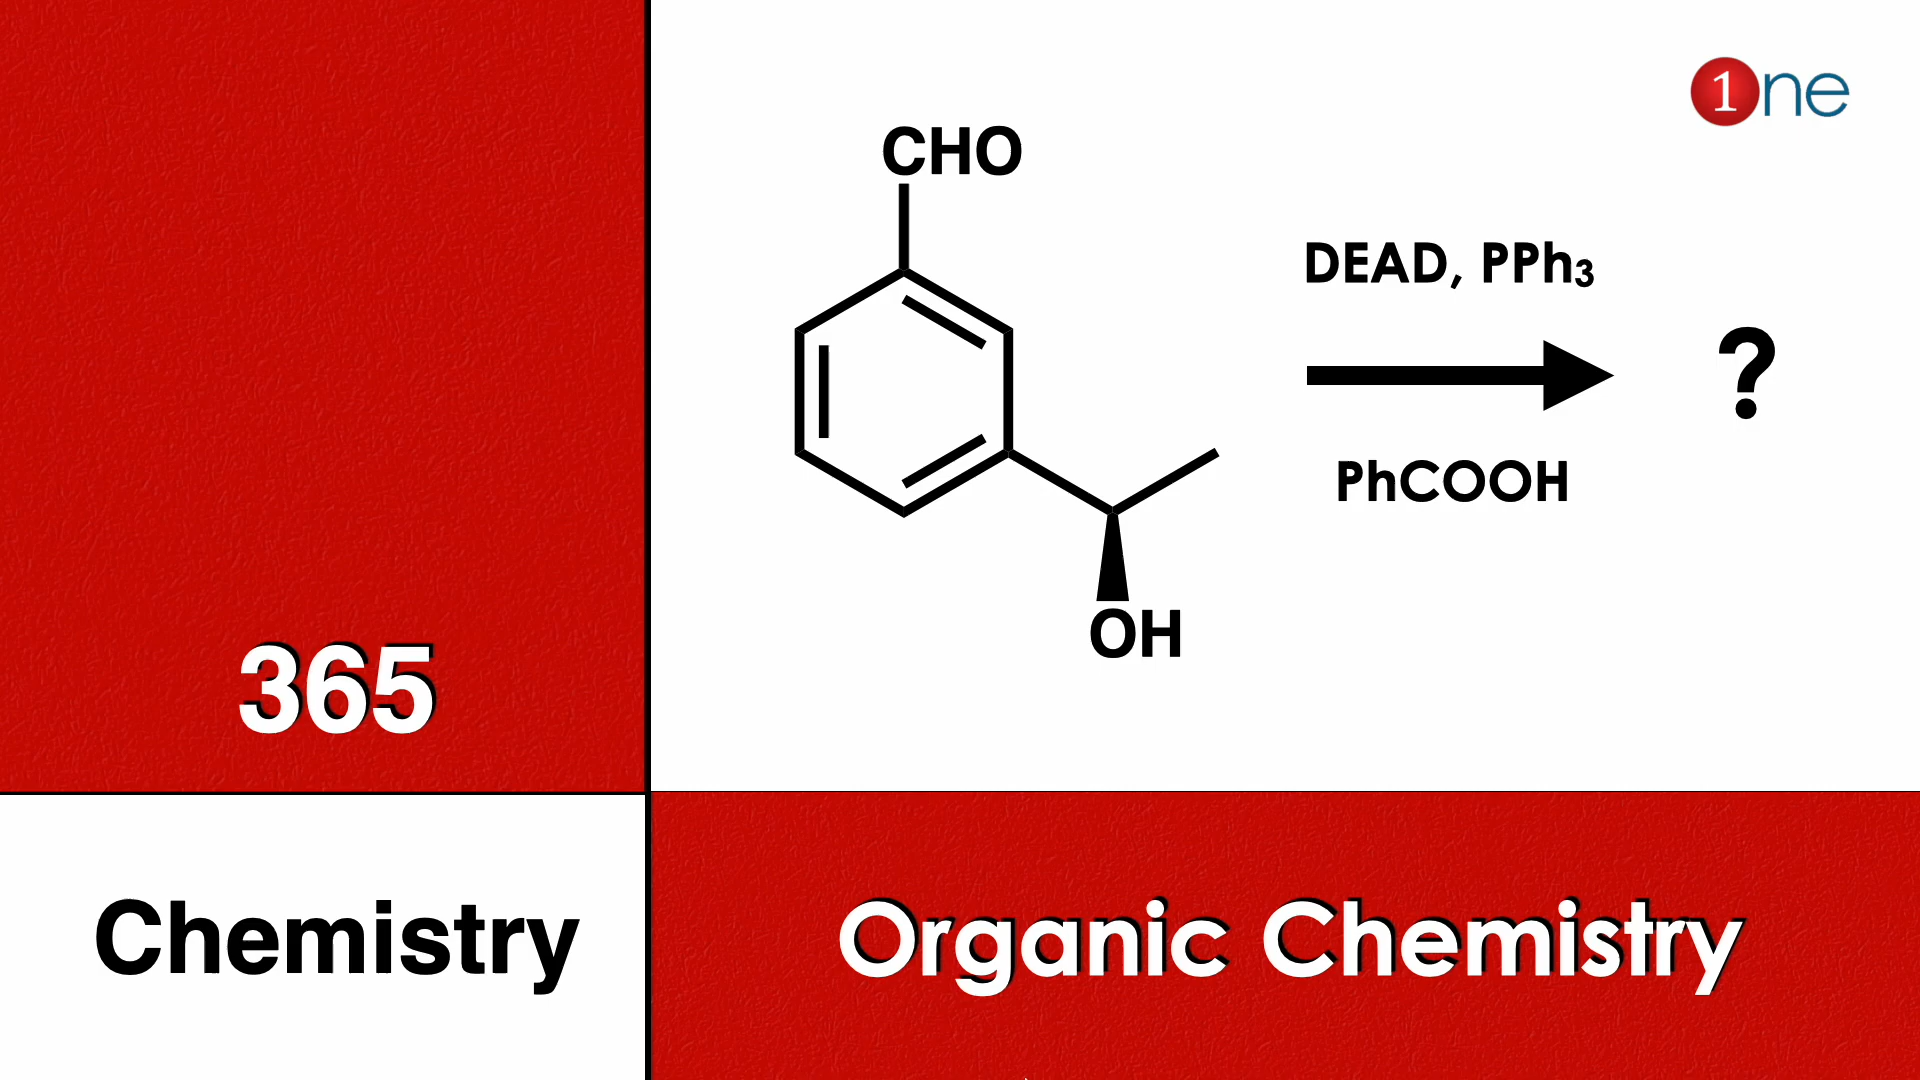 1ne
CHO
DEAD, PPh₃
?
PhCOOH
OH
365
Chemistry
Organic Chemistry